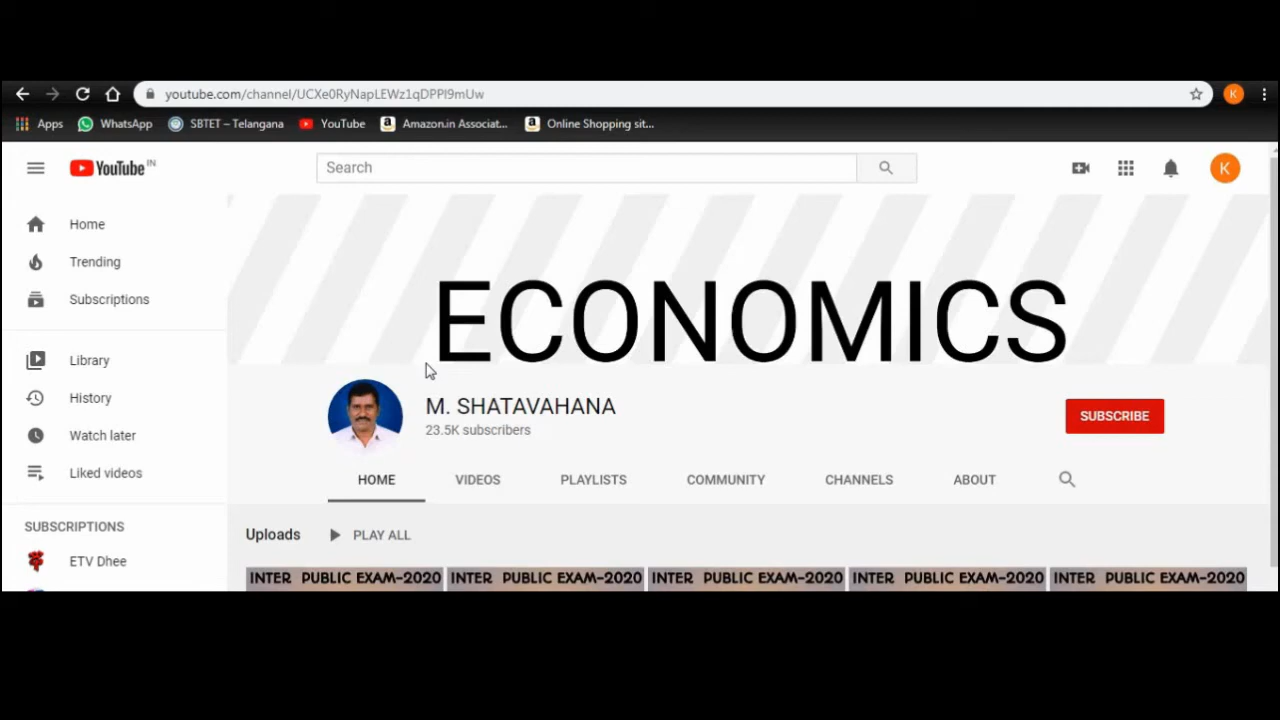 youtube.com/channel/UCXe0RyNapLEWz1qDPPl9mUw
K
Apps WhatsApp SBTET – Telangana YouTube Amazon.in Associat... Online Shopping sit...
YouTube IN
Search
K
Home
Trending
Subscriptions
Library
History
Watch later
Liked videos
SUBSCRIPTIONS
ETV Dhee
ECONOMICS
M. SHATAVAHANA
23.5K subscribers
SUBSCRIBE
HOME VIDEOS PLAYLISTS COMMUNITY CHANNELS ABOUT
Uploads PLAY ALL
INTER PUBLIC EXAM-2020 INTER PUBLIC EXAM-2020 INTER PUBLIC EXAM-2020 INTER PUBLIC EXAM-2020 INTER PUBLIC EXAM-2020